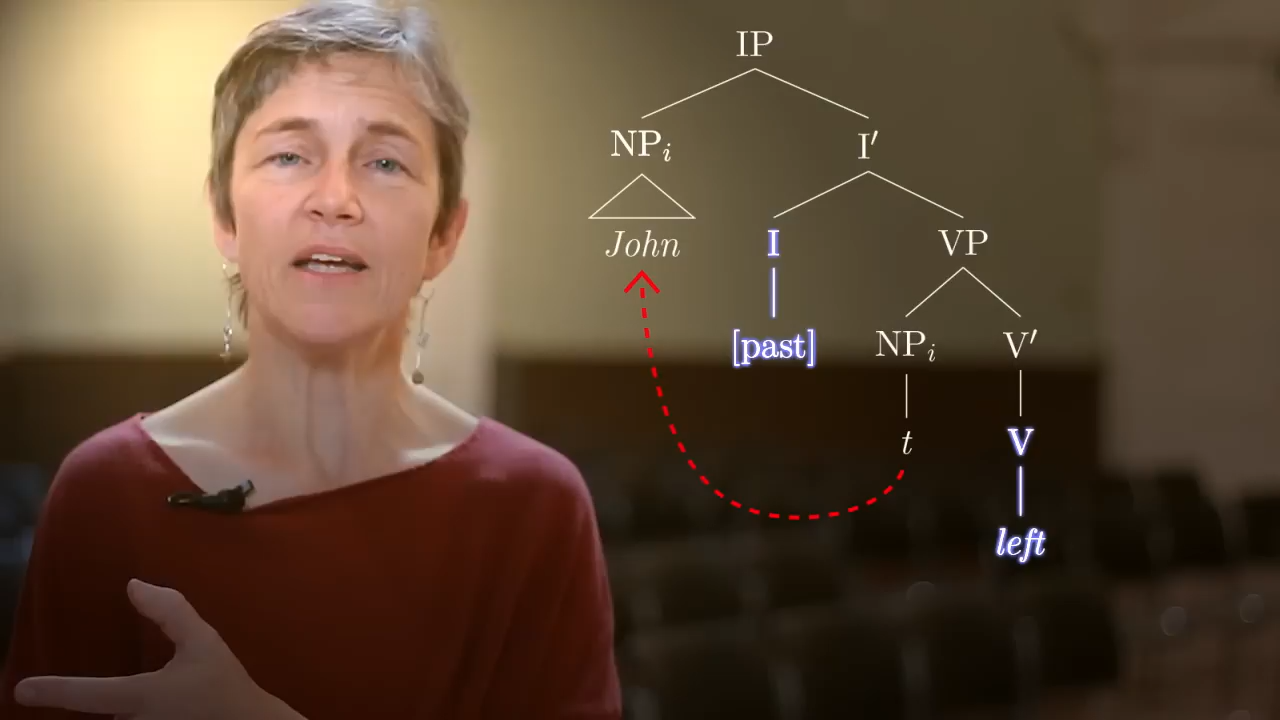 IP
NPᵢ I′
John I VP
[past] NPᵢ V′
t V
left